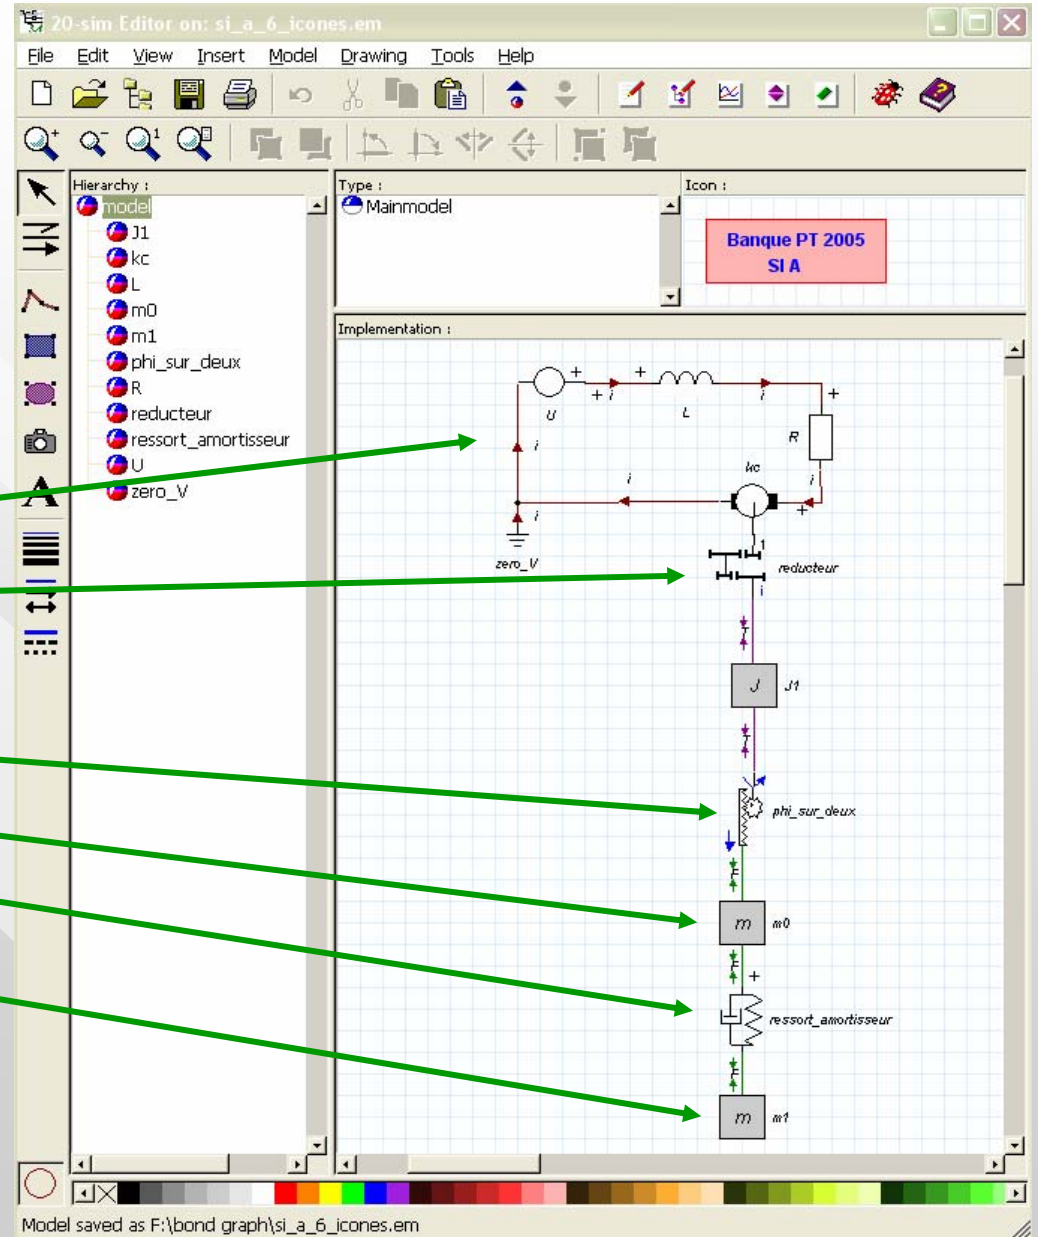 20-sim Editor on: si_a_6_icones.em
File Edit View Insert Model Drawing Tools Help
Hierarchy :
model
J1
kc
L
m0
m1
phi_sur_deux
R
reducteur
ressort_amortisseur
U
zero_V
Type :
Mainmodel
Icon :
Banque PT 2005
SI A
Implementation :
+ +
+ i i +
U L
R
i
kc
i i
+
i
zero_V
1
reducteur
i
T
J J1
T
phi_sur_deux
F
m m0
F
+
ressort_amortisseur
F
m m1
Model saved as F:\bond graph\si_a_6_icones.em